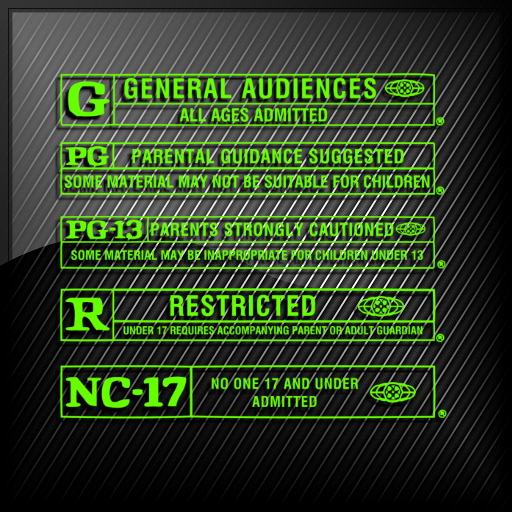 G GENERAL AUDIENCES
ALL AGES ADMITTED ®
PG PARENTAL GUIDANCE SUGGESTED
SOME MATERIAL MAY NOT BE SUITABLE FOR CHILDREN ®
PG-13 PARENTS STRONGLY CAUTIONED
SOME MATERIAL MAY BE INAPPROPRIATE FOR CHILDREN UNDER 13 ®
R RESTRICTED
UNDER 17 REQUIRES ACCOMPANYING PARENT OR ADULT GUARDIAN ®
NC-17 NO ONE 17 AND UNDER
ADMITTED ®